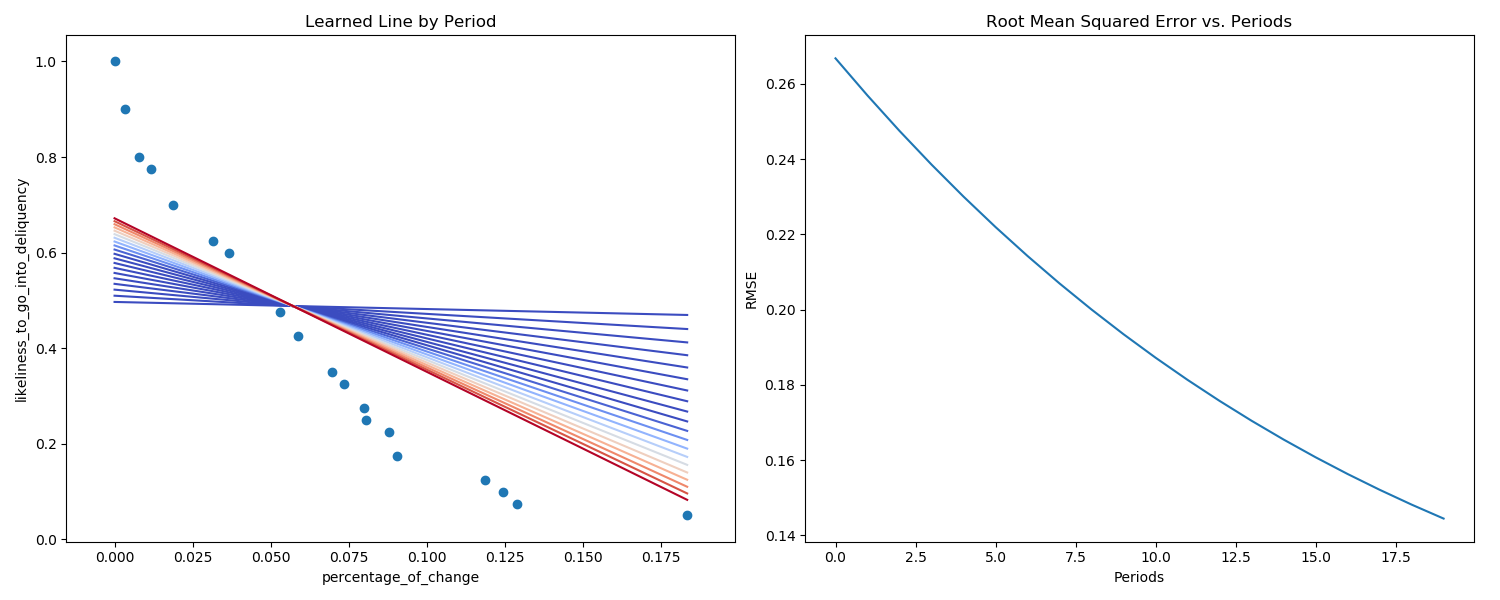 Learned Line by Period
likeliness_to_go_into_deliquency
1.0
0.8
0.6
0.4
0.2
0.0
0.000 0.025 0.050 0.075 0.100 0.125 0.150 0.175
percentage_of_change
Root Mean Squared Error vs. Periods
RMSE
0.26
0.24
0.22
0.20
0.18
0.16
0.14
0.0 2.5 5.0 7.5 10.0 12.5 15.0 17.5
Periods